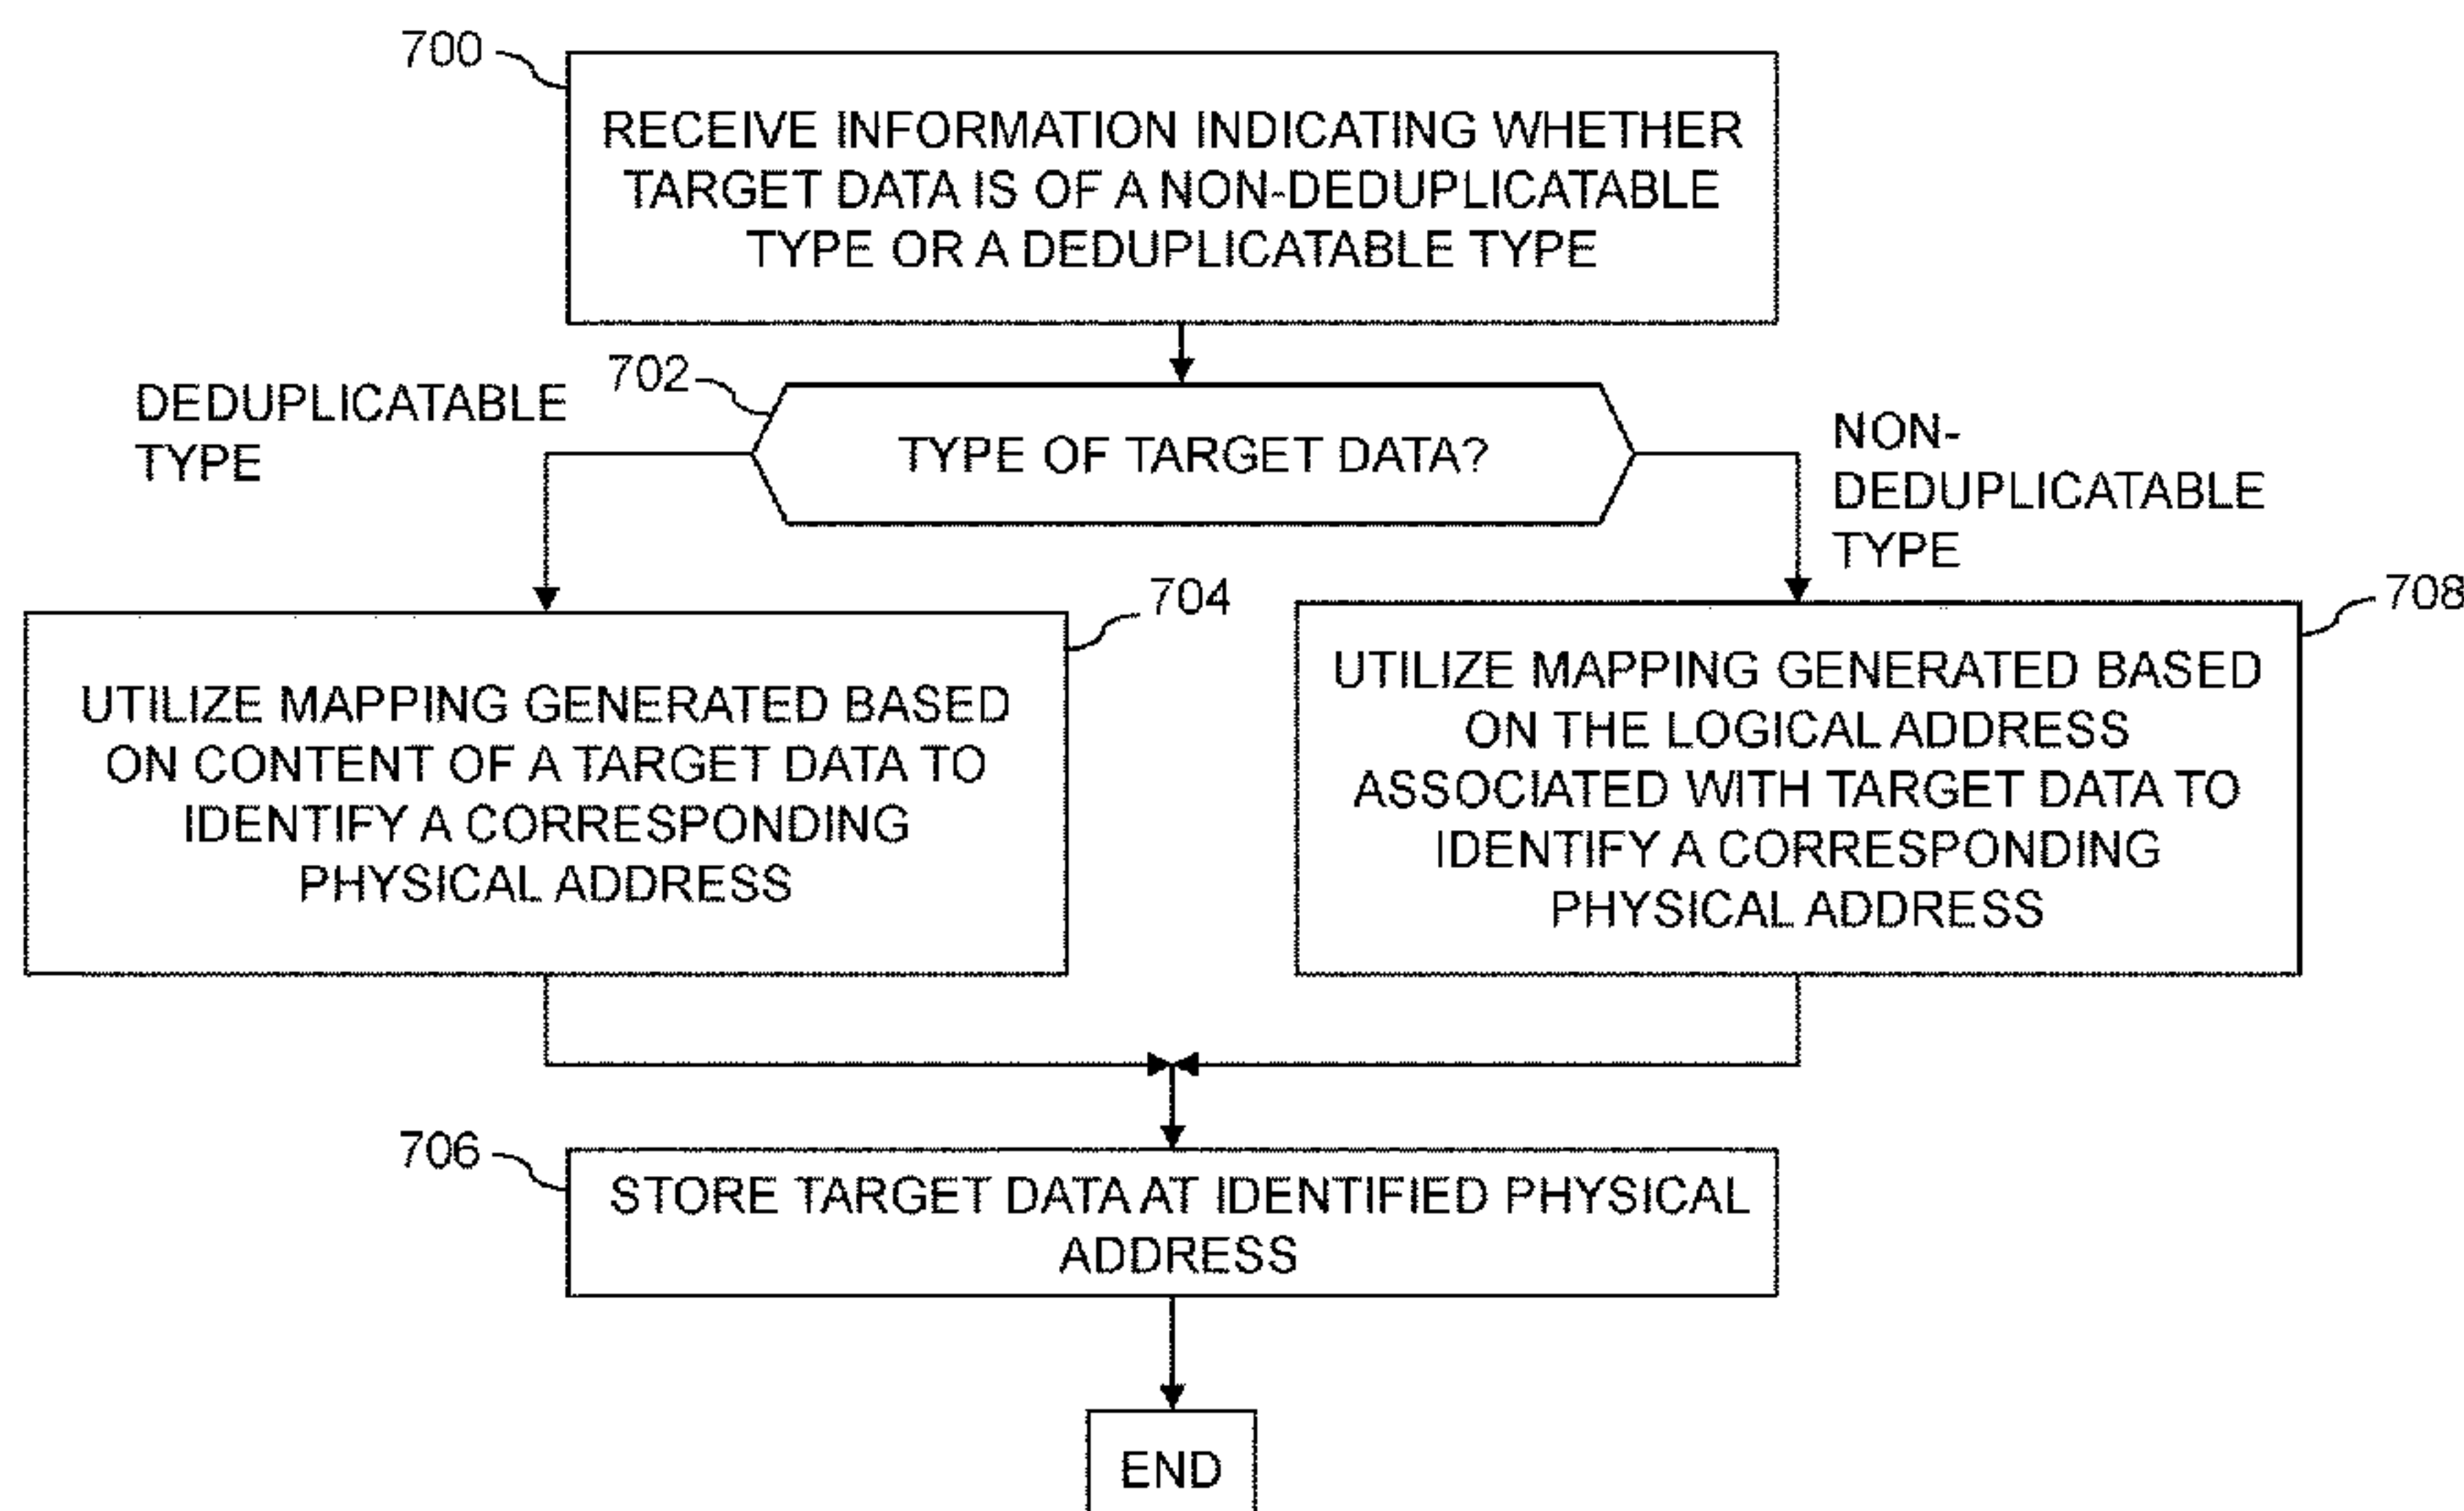 700
RECEIVE INFORMATION INDICATING WHETHER
TARGET DATA IS OF A NON-DEDUPLICATABLE
TYPE OR A DEDUPLICATABLE TYPE
702
DEDUPLICATABLE
TYPE
TYPE OF TARGET DATA?
NON-
DEDUPLICATABLE
TYPE
704
UTILIZE MAPPING GENERATED BASED
ON CONTENT OF A TARGET DATA TO
IDENTIFY A CORRESPONDING
PHYSICAL ADDRESS
708
UTILIZE MAPPING GENERATED BASED
ON THE LOGICAL ADDRESS
ASSOCIATED WITH TARGET DATA TO
IDENTIFY A CORRESPONDING
PHYSICAL ADDRESS
706
STORE TARGET DATA AT IDENTIFIED PHYSICAL
ADDRESS
END